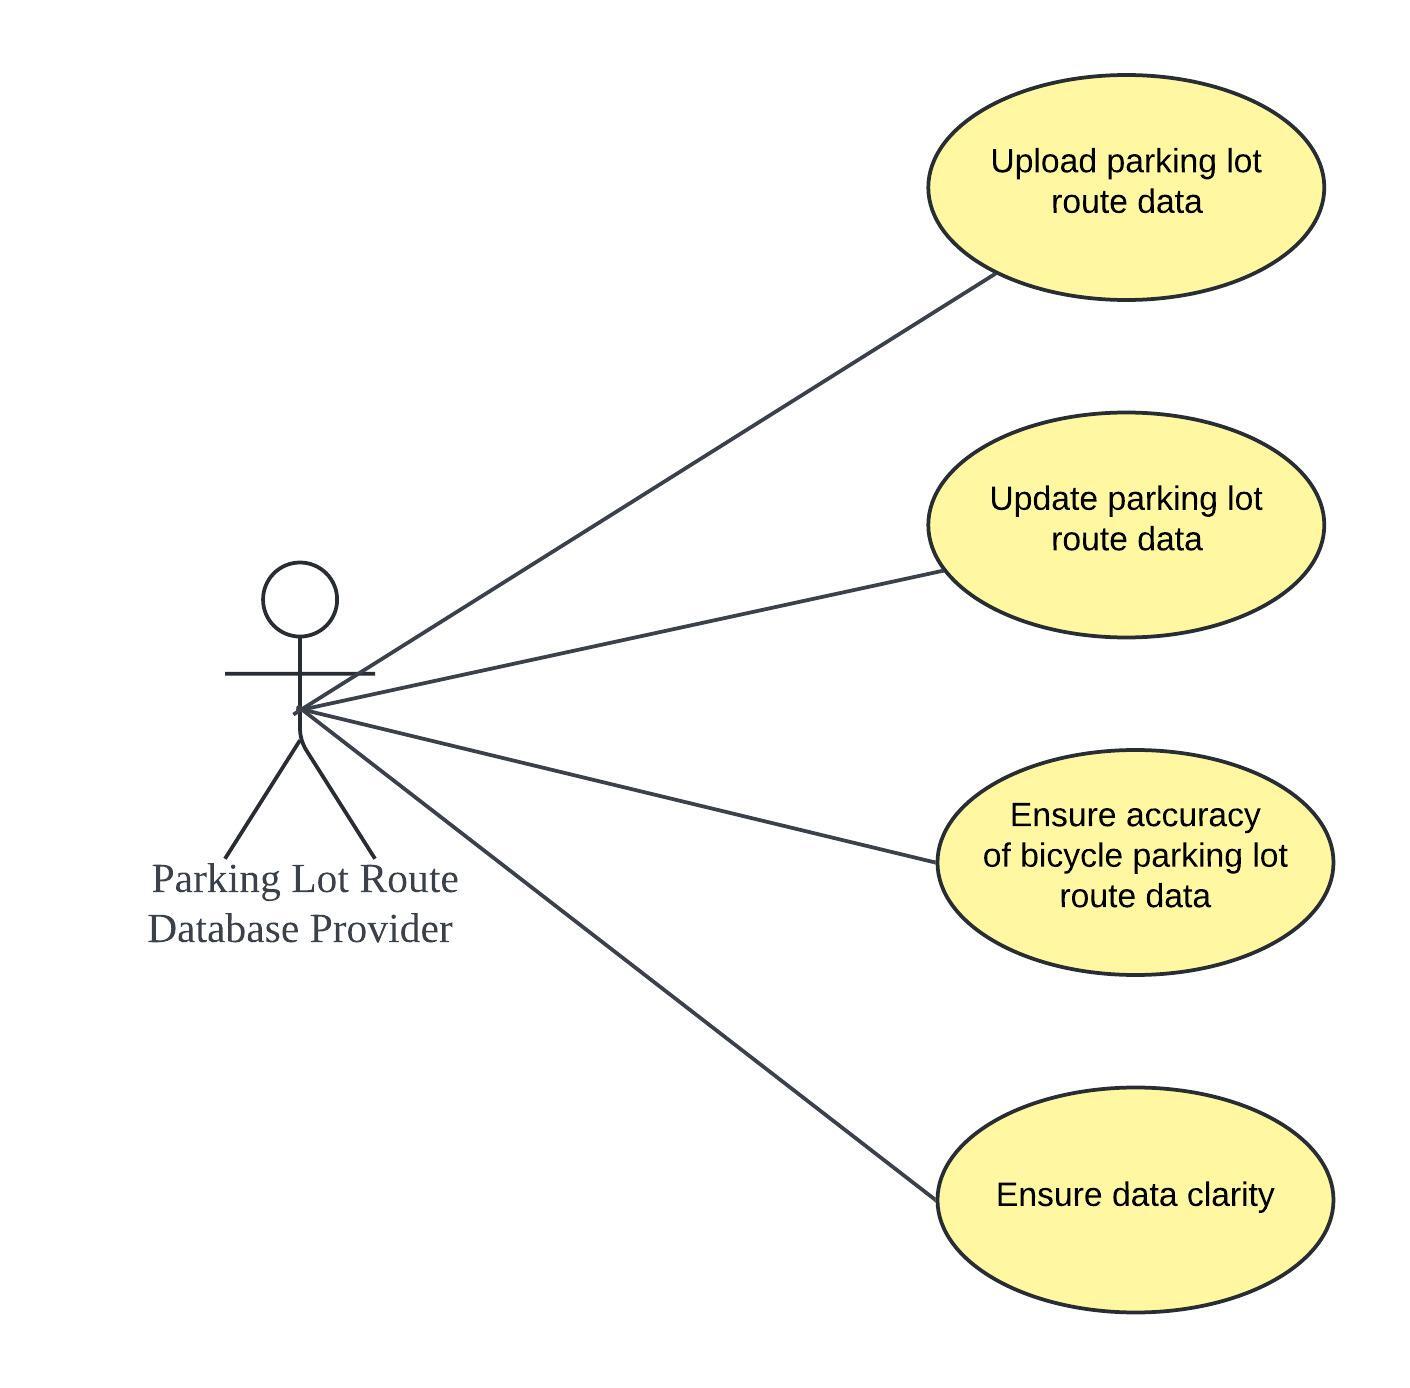 Upload parking lot
route data
Update parking lot
route data
Ensure accuracy
of bicycle parking lot
route data
Parking Lot Route
Database Provider
Ensure data clarity